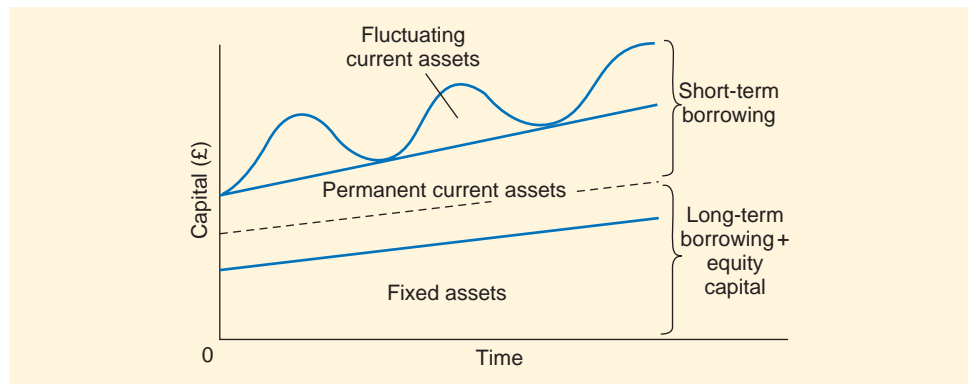 Fluctuating
current assets
Short-term
borrowing
Capital (£)
Permanent current assets
Long-term
borrowing +
equity
capital
Fixed assets
0
Time